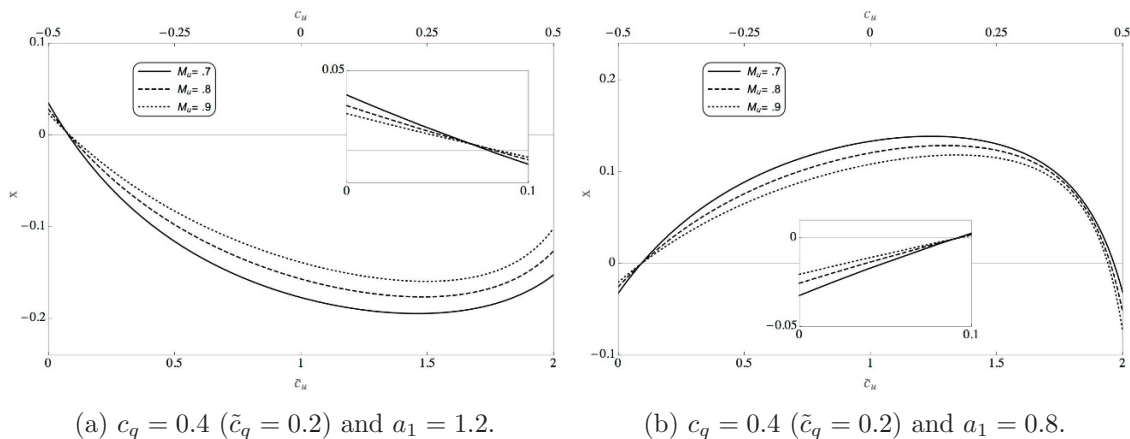 c_u
−0.5 −0.25 0 0.25 0.5
0.1
0
−0.1
−0.2
x
M_u= .7
M_u= .8
M_u= .9
0.05
0 0.1
0 0.5 1 1.5 2
c̃_u
(a) c_q = 0.4 (c̃_q = 0.2) and a_1 = 1.2.
c_u
−0.5 −0.25 0 0.25 0.5
0.2
0.1
0
−0.1
x
M_u= .7
M_u= .8
M_u= .9
0
−0.05
0 0.1
0 0.5 1 1.5 2
c̃_u
(b) c_q = 0.4 (c̃_q = 0.2) and a_1 = 0.8.